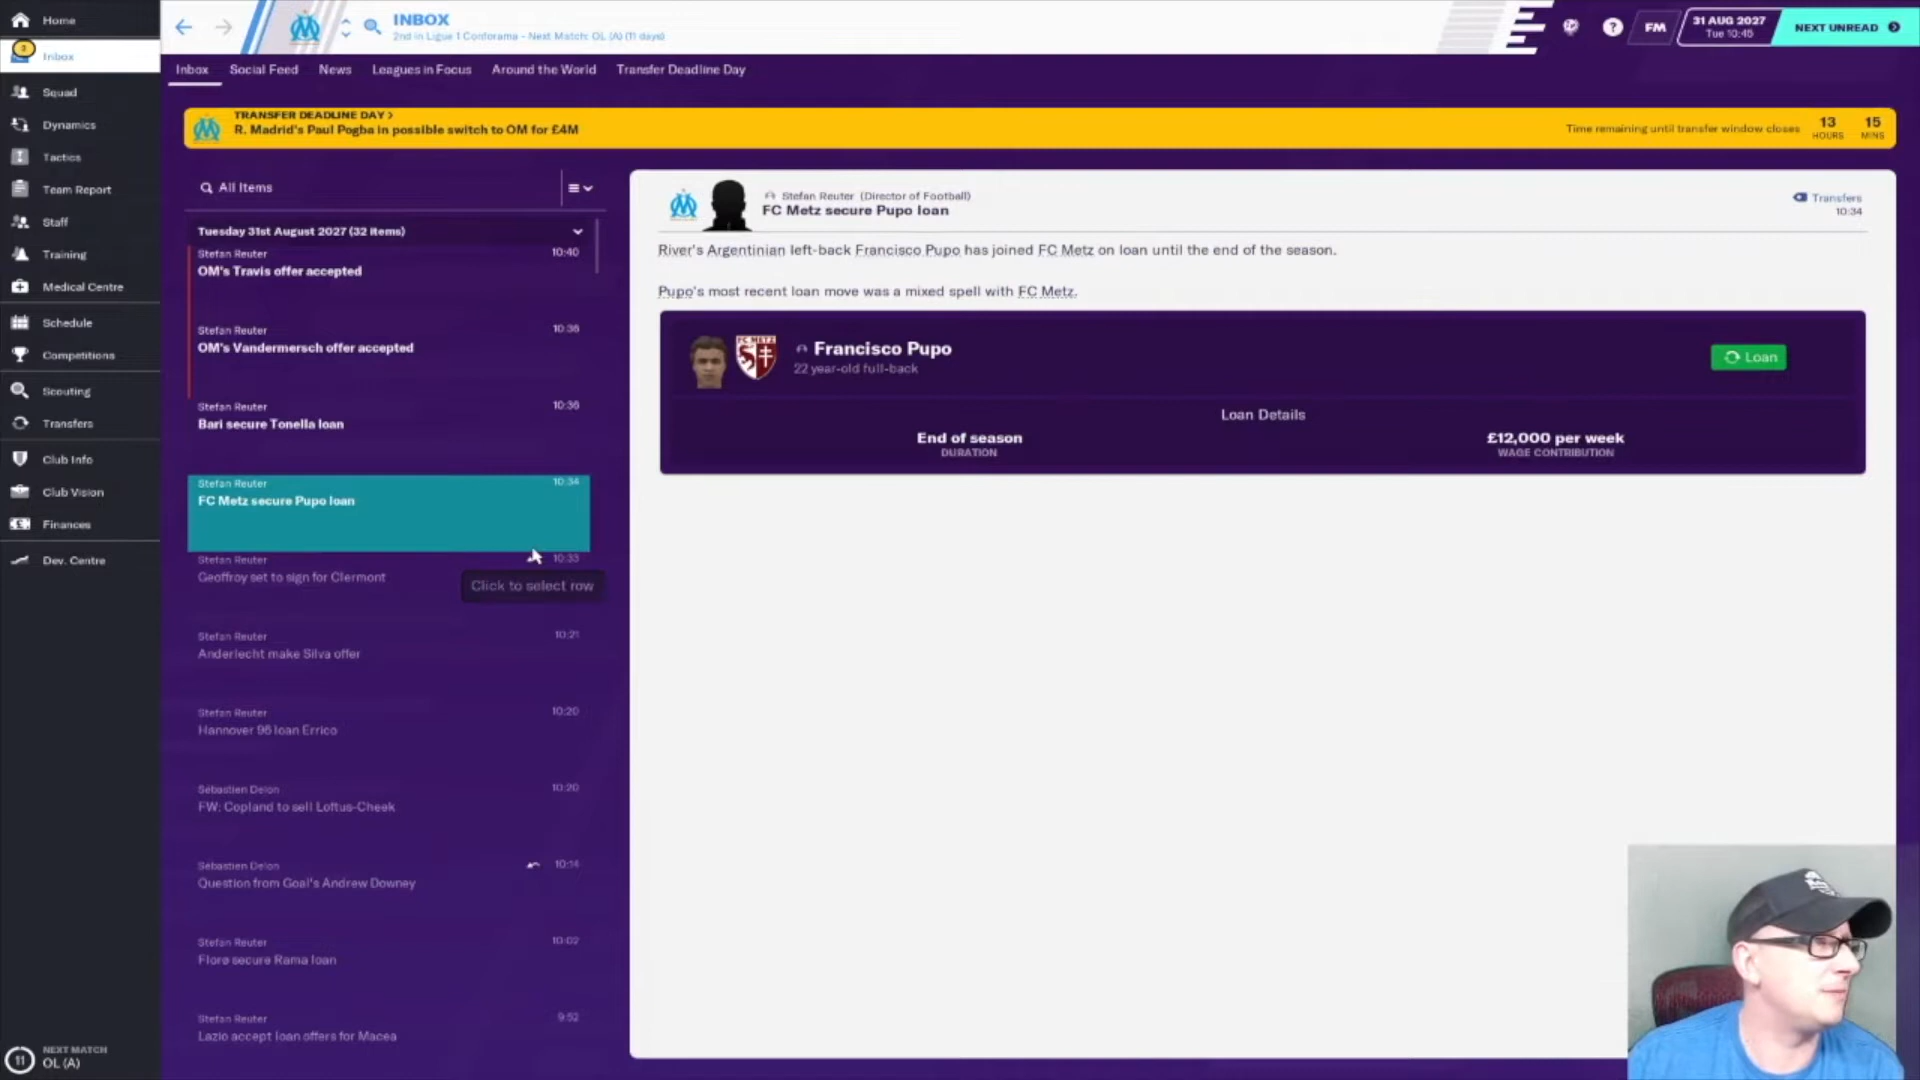 Home
INBOX
2nd in Ligue 1 Conforama - Next Match: OL (A) (11 days)
?
FM
31 AUG 2027
Tue 10:45
NEXT UNREAD
3
Inbox
Inbox
Social Feed
News
Leagues in Focus
Around the World
Transfer Deadline Day
Squad
Dynamics
Tactics
Team Report
Staff
Training
Medical Centre
Schedule
Competitions
Scouting
Transfers
Club Info
Club Vision
Finances
Dev. Centre
11
NEXT MATCH
OL (A)
TRANSFER DEADLINE DAY >
R. Madrid's Paul Pogba in possible switch to OM for £4M
Time remaining until transfer window closes
13
HOURS
15
MINS
All Items
Tuesday 31st August 2027 (32 items)
Stefan Reuter 10:40
OM's Travis offer accepted
Stefan Reuter 10:36
OM's Vandermersch offer accepted
Stefan Reuter 10:36
Bari secure Tonella loan
Stefan Reuter 10:34
FC Metz secure Pupo loan
Stefan Reuter 10:33
Geoffroy set to sign for Clermont
Click to select row
Stefan Reuter 10:21
Anderlecht make Silva offer
Stefan Reuter 10:20
Hannover 96 loan Errico
Sébastien Delon 10:20
FW: Copland to sell Loftus-Cheek
Sébastien Delon 10:14
Question from Goal's Andrew Downey
Stefan Reuter 10:02
Flora secure Rama loan
Stefan Reuter 9:52
Lazio accept loan offers for Macea
Stefan Reuter (Director of Football)
FC Metz secure Pupo loan
Transfers
10:34
River's Argentinian left-back Francisco Pupo has joined FC Metz on loan until the end of the season.
Pupo's most recent loan move was a mixed spell with FC Metz.
FC METZ
Francisco Pupo
22 year-old full-back
Loan
Loan Details
End of season
DURATION
£12,000 per week
WAGE CONTRIBUTION